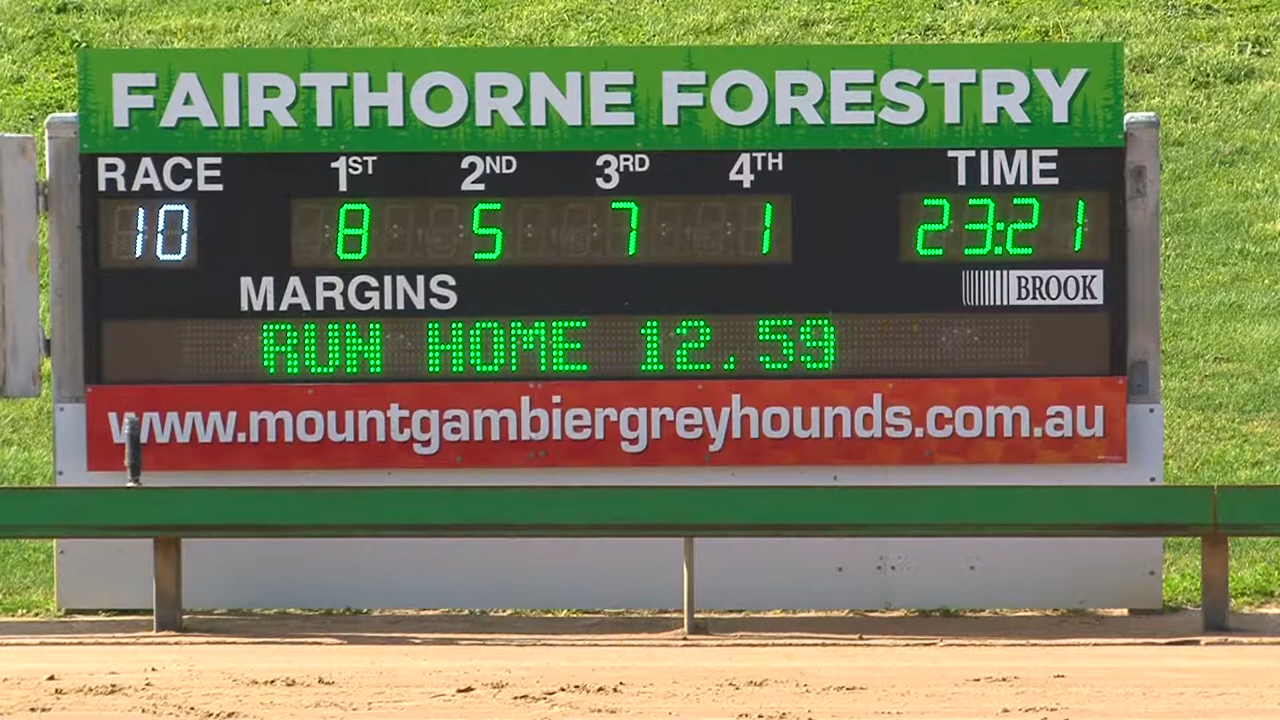 FAIRTHORNE FORESTRY
RACE 1ST 2ND 3RD 4TH TIME
10 8 5 7 1 23:21
MARGINS BROOK
RUN HOME 12.59
www.mountgambiergreyhounds.com.au